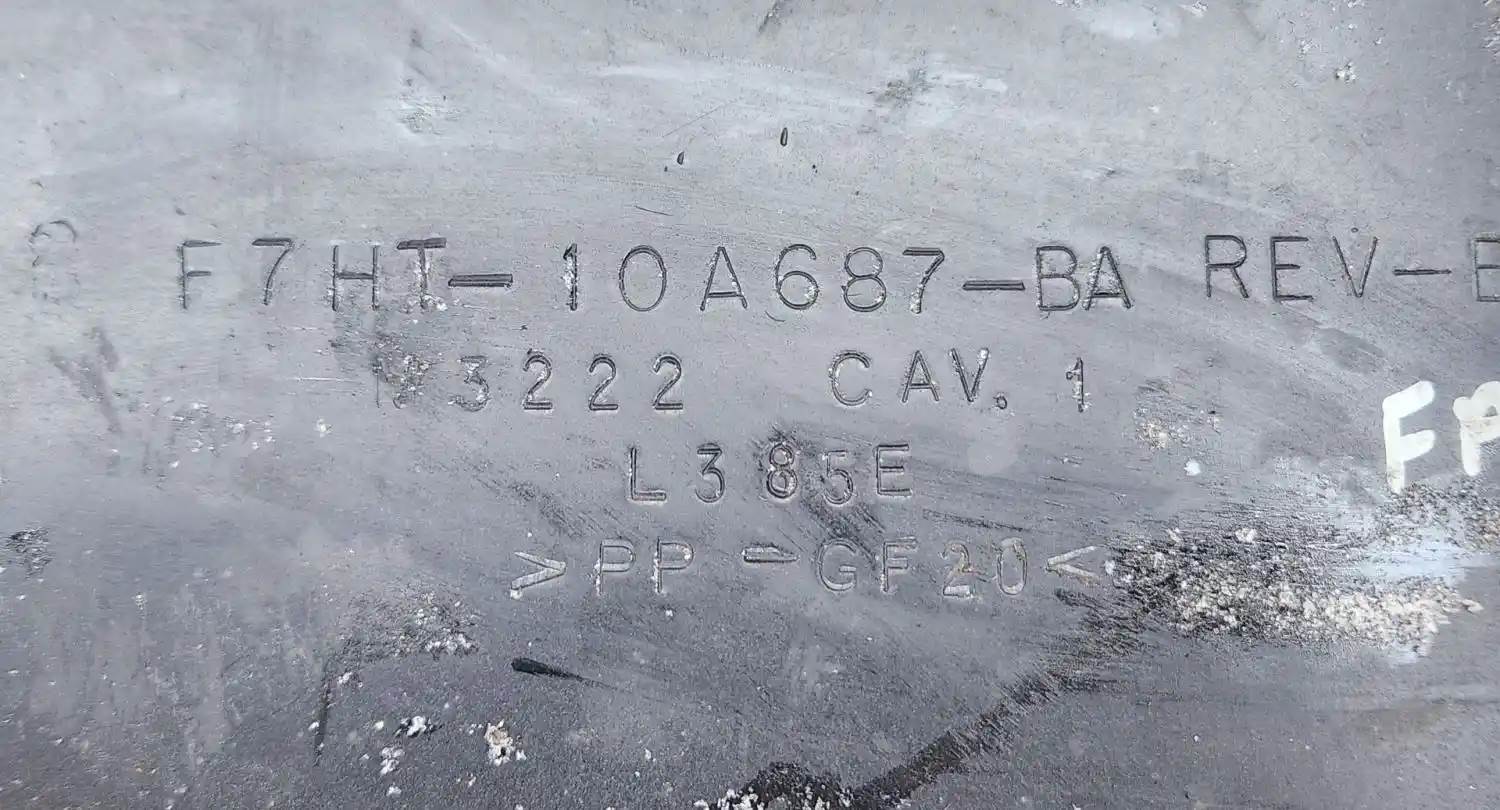 F7HT-10A687-BA REV-B
3222 CAV. 1
L385E
>PP-GF20<